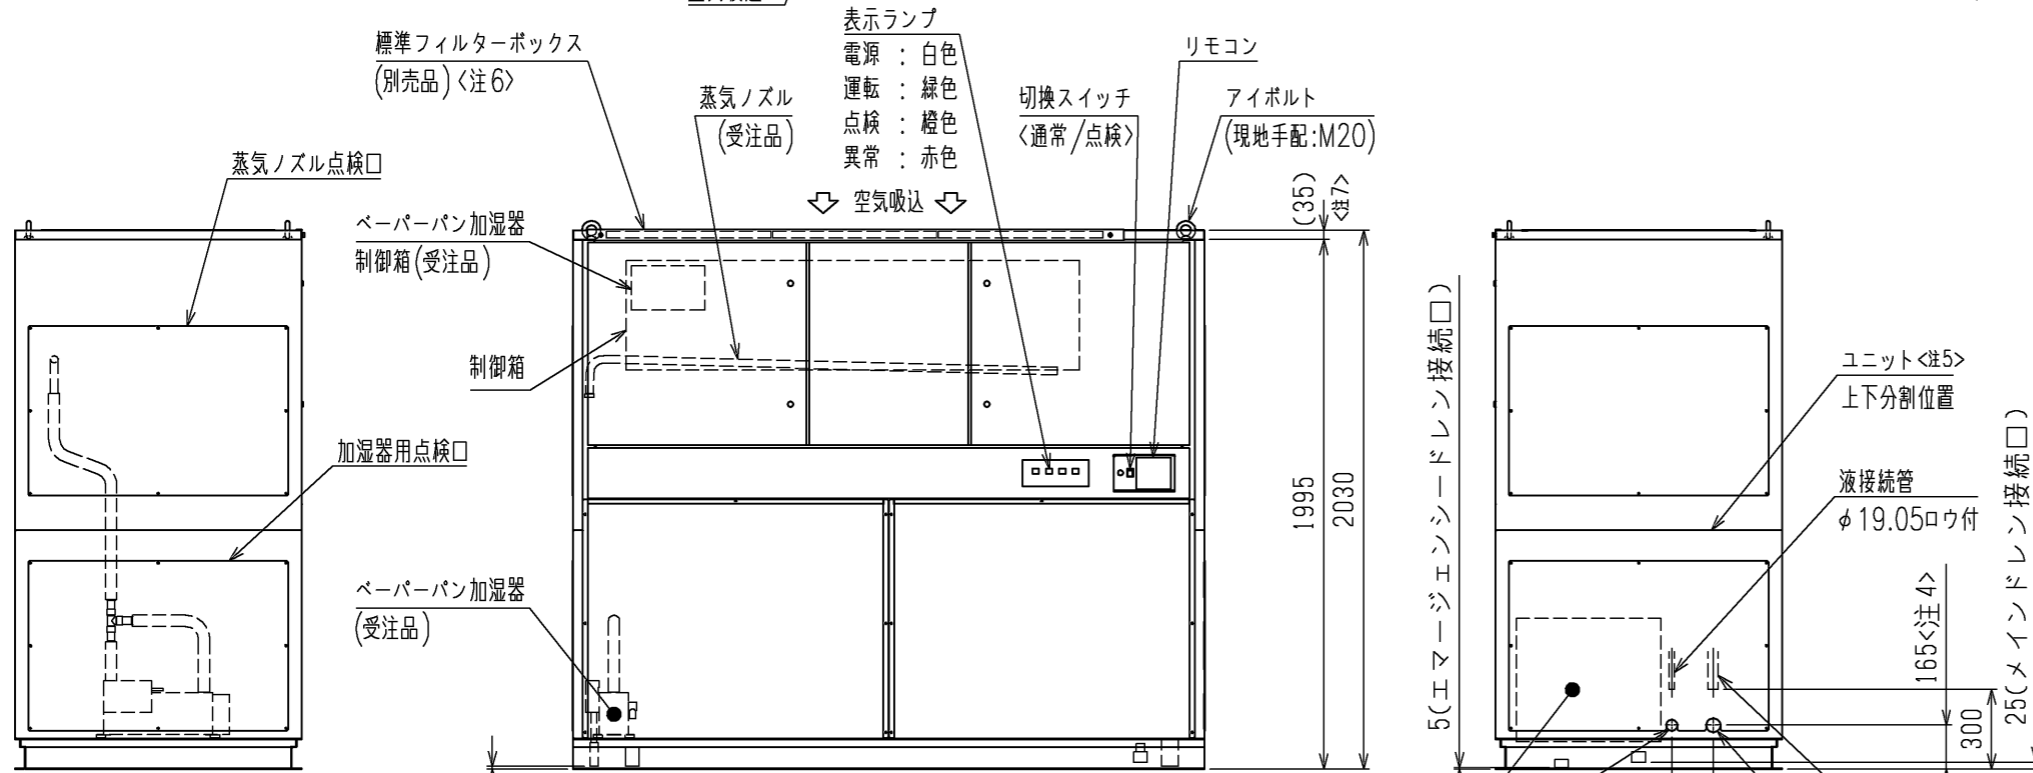 標準フィルターボックス
(別売品)<注6>
表示ランプ
電源 : 白色
運転 : 緑色
点検 : 橙色
異常 : 赤色
リモコン
蒸気ノズル
(受注品)
切換スイッチ
<通常/点検>
アイボルト
(現地手配:M20)
蒸気ノズル点検口
空気吸込
(35)
<注7>
ベーパーパン加湿器
制御箱(受注品)
制御箱
加湿器用点検口
ベーパーパン加湿器
(受注品)
1995
2030
5(エマージェンシードレン接続口)
ユニット<注5>
上下分割位置
液接続管
φ19.05ロウ付
165<注4>
300
25(メインドレン接続口)